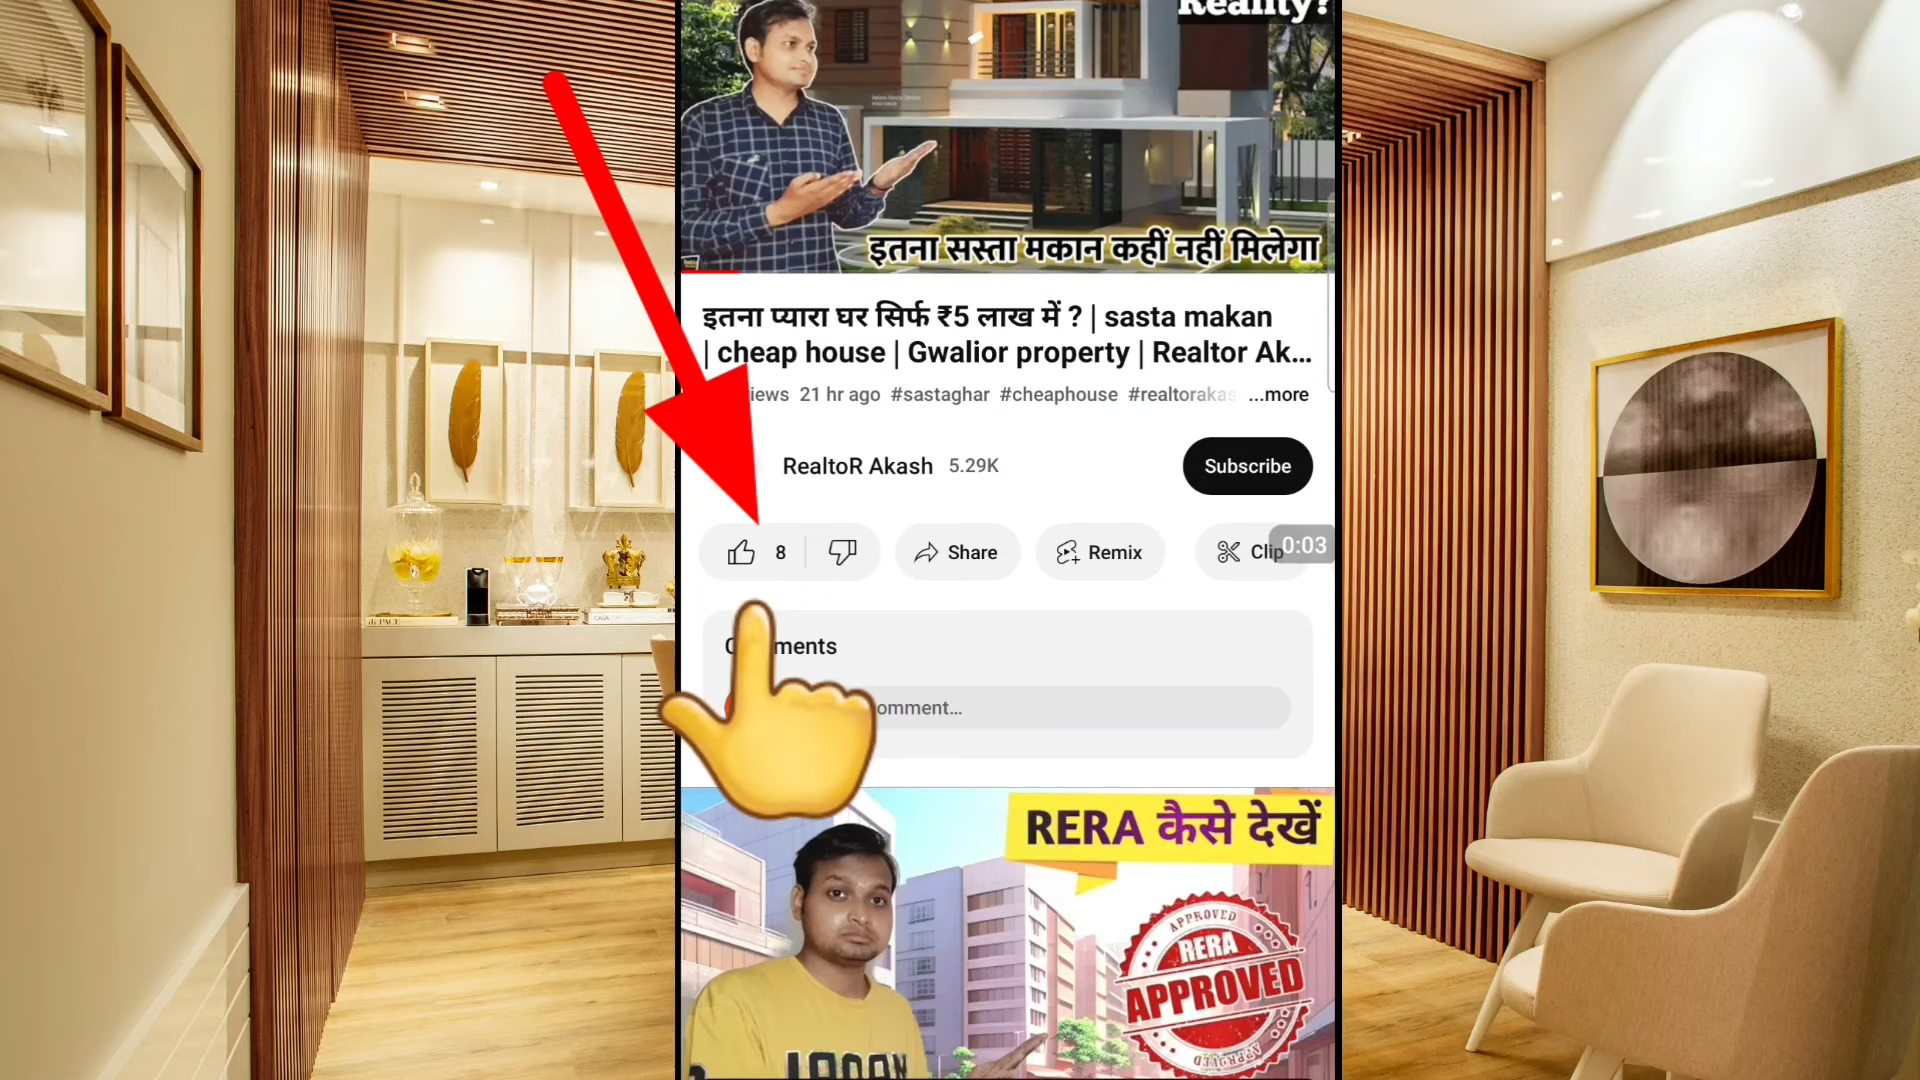 Reality?
इतना सस्ता मकान कहीं नहीं मिलेगा
इतना प्यारा घर सिर्फ ₹5 लाख में ? | sasta makan
| cheap house | Gwalior property | Realtor Ak...
iews 21 hr ago #sastaghar #cheaphouse #realtorakas ...more
RealtoR Akash 5.29K
Subscribe
8
Share
Remix
Clip
0:03
C mments
omment...
RERA कैसे देखें
APPROVED
RERA
APPROVED
APPROVED